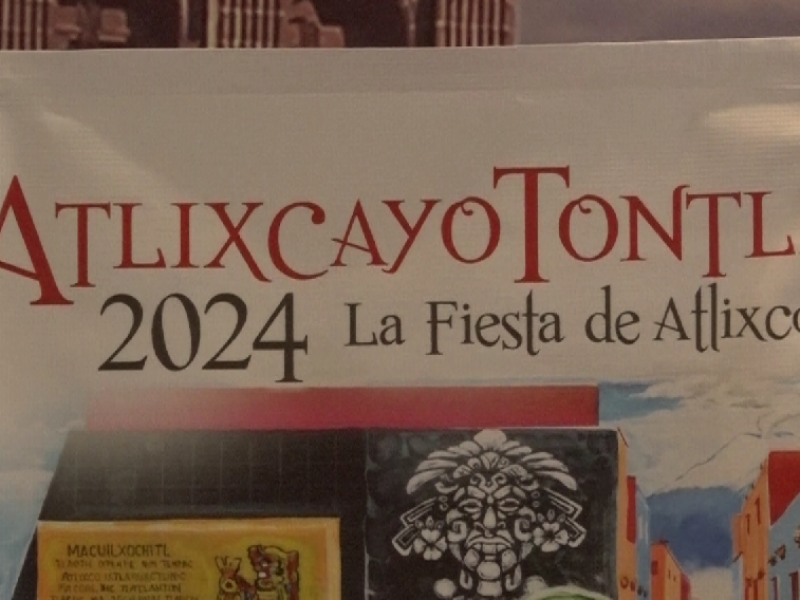 ATLIXCAYOTONTL
2024 La Fiesta de Atlixco
MACUILXOCHITL